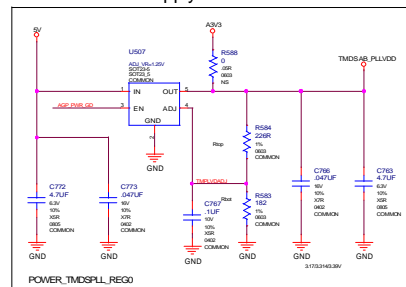 5V
A3V3
U507
ADJ_VR=1.25V
SOT23-5
SOT23_5
COMMON
R588
0
.05R
0603
NS
TMDSAB_PLLVDD
1
IN
OUT
5
AGP_PWR_GD
3
EN
ADJ
4
GND
2
GND
R584
226R
1%
0603
COMMON
Rtop
TMPLLVDADJ
Rbot
R583
182
1%
0603
COMMON
C772
4.7UF
6.3V
10%
X5R
0805
COMMON
C773
.047UF
16V
10%
X7R
0402
COMMON
C767
.1UF
10V
10%
X5R
0402
COMMON
C766
.047UF
16V
10%
X7R
0402
COMMON
C763
4.7UF
6.3V
10%
X5R
0805
COMMON
GND
GND
GND
GND
GND
GND
3.17/3.314/3.39V
POWER_TMDSPLL_REG0